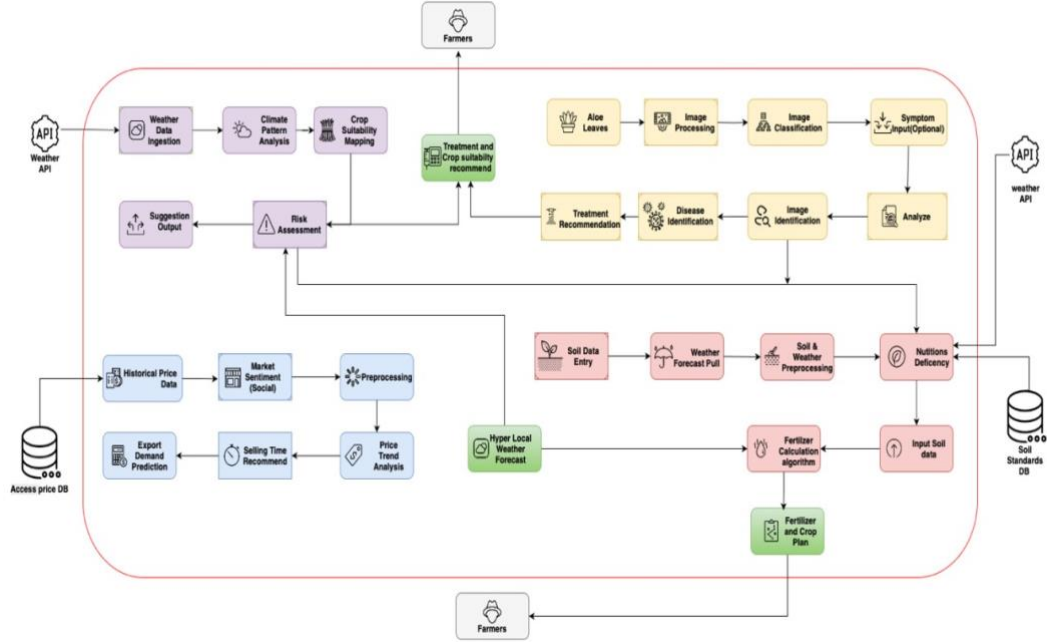 Farmers
API
Weather
API
Weather
Data
Ingestion
Climate
Pattern
Analysis
Crop
Suitability
Mapping
Treatment and
Crop suitabilty
recommend
Aloe
Leaves
Image
Processing
Image
Classification
Symptom
Input(Optional)
API
weather
API
Suggestion
Output
Risk
Assessment
Treatment
Recommendation
Disease
Identification
Image
Identification
Analyze
Soil Data
Entry
Weather
Forecast Pull
Soil &
Weather
Preprocessing
Nutitions
Deficency
Historical Price
Data
Market
Sentiment
(Social)
Preprocessing
Export
Demand
Prediction
Selling Time
Recommend
Price
Trend
Analysis
Hyper Local
Weather
Forecast
Fertilzer
Calculation
algorithm
Input Soil
data
Access price DB
Soil
Standards
DB
Fertilizer
and Crop
Plan
Farmers